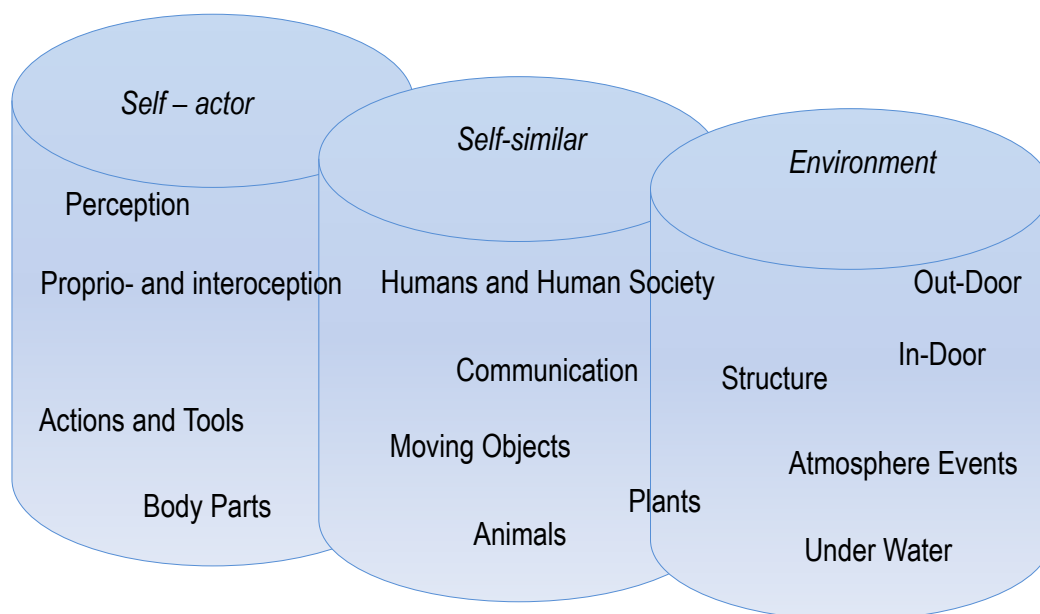 Self – actor
Perception
Proprio- and interoception
Actions and Tools
Body Parts
Self-similar
Humans and Human Society
Communication
Moving Objects
Plants
Animals
Environment
Out-Door
In-Door
Structure
Atmosphere Events
Under Water